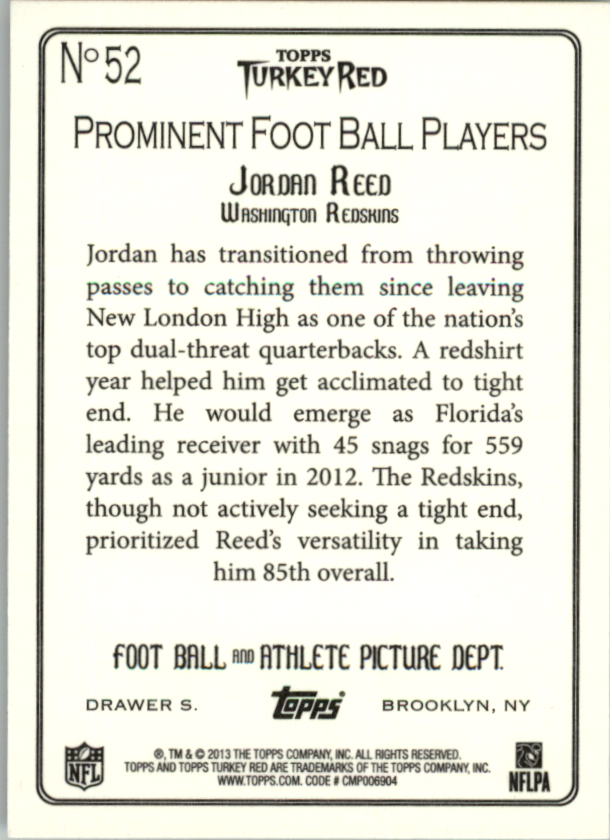 No 52
TOPPS
TURKEY RED
PROMINENT FOOT BALL PLAYERS
JORDAN REED
WASHINGTON REDSKINS
Jordan has transitioned from throwing
passes to catching them since leaving
New London High as one of the nation's
top dual-threat quarterbacks. A redshirt
year helped him get acclimated to tight
end. He would emerge as Florida's
leading receiver with 45 snags for 559
yards as a junior in 2012. The Redskins,
though not actively seeking a tight end,
prioritized Reed's versatility in taking
him 85th overall.
FOOT BALL AND ATHLETE PICTURE DEPT.
DRAWER S. topps BROOKLYN, NY
®, TM & © 2013 THE TOPPS COMPANY, INC. ALL RIGHTS RESERVED.
TOPPS AND TOPPS TURKEY RED ARE TRADEMARKS OF THE TOPPS COMPANY, INC.
WWW.TOPPS.COM. CODE # CMP006904
NFL
NFLPA